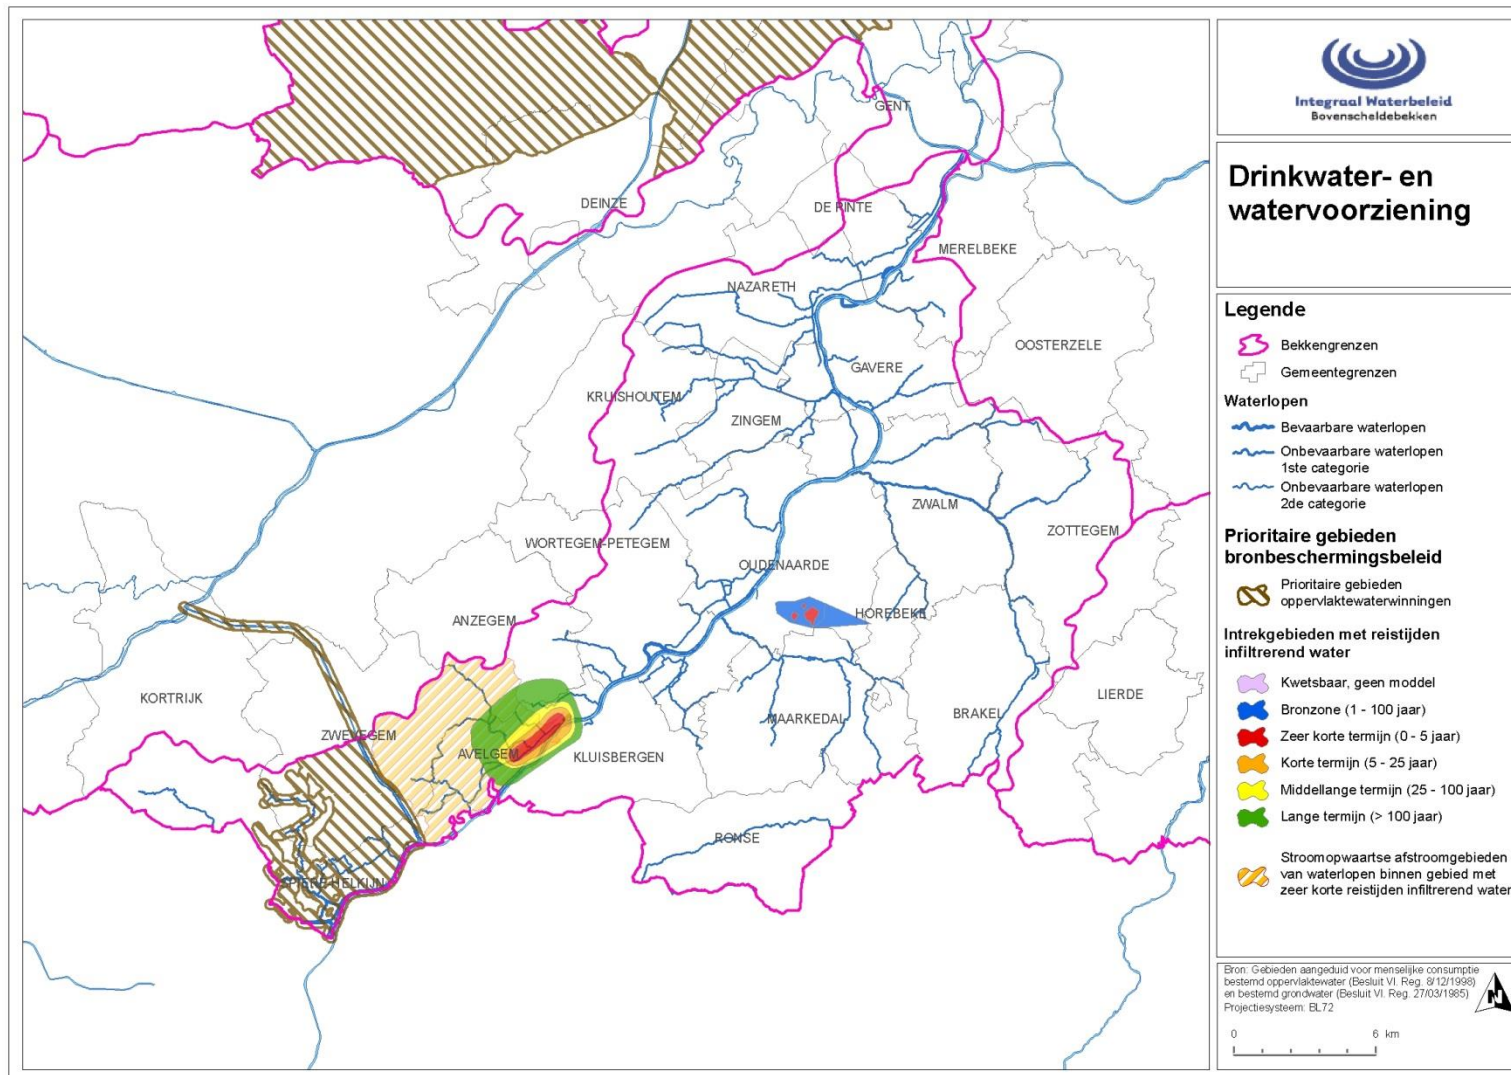 GENT
DEINZE
DE PINTE
MERELBEKE
NAZARETH
OOSTERZELE
GAVERE
KRUISHOUTEM
ZINGEM
ZWALM
ZOTTEGEM
WORTEGEM-PETEGEM
OUDENAARDE
HOREBEKE
ANZEGEM
KORTRIJK
LIERDE
ZWEVEGEM
MAARKEDAL
BRAKEL
AVELGEM
KLUISBERGEN
RONSE
SPIERE-HELKIJN
Integraal Waterbeleid
Bovenscheldebekken
Drinkwater- en
watervoorziening
Legende
Bekkengrenzen
Gemeentegrenzen
Waterlopen
Bevaarbare waterlopen
Onbevaarbare waterlopen
1ste categorie
Onbevaarbare waterlopen
2de categorie
Prioritaire gebieden
bronbeschermingsbeleid
Prioritaire gebieden
oppervlaktewaterwinningen
Intrekgebieden met reistijden
infiltrerend water
Kwetsbaar, geen moddel
Bronzone (1 - 100 jaar)
Zeer korte termijn (0 - 5 jaar)
Korte termijn (5 - 25 jaar)
Middellange termijn (25 - 100 jaar)
Lange termijn (> 100 jaar)
Stroomopwaartse afstroomgebieden
van waterlopen binnen gebied met
zeer korte reistijden infiltrerend water
Bron: Gebieden aangeduid voor menselijke consumptie
bestemd oppervlaktewater (Besluit Vl. Reg. 8/12/1998)
en bestemd grondwater (Besluit Vl. Reg. 27/03/1985)
Projectiesysteem: BL72
N
0 6 km